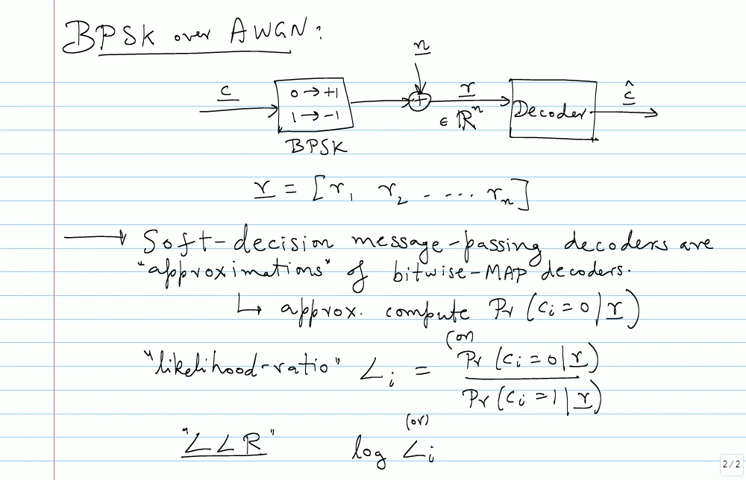 BPSK over AWGN:
n
c 0→+1 + r Decoder ĉ
1→-1 ∈ ℝⁿ
BPSK
r = [r₁ r₂ ..... rₙ]
→ Soft-decision message-passing decoders are
"approximations" of bitwise-MAP decoders.
↳ approx. compute Pr (cᵢ=0|r)
(or)
"likelihood-ratio" Lᵢ = Pr (cᵢ=0|r)
Pr (cᵢ=1|r)
(or)
"LLR" log Lᵢ
2/2